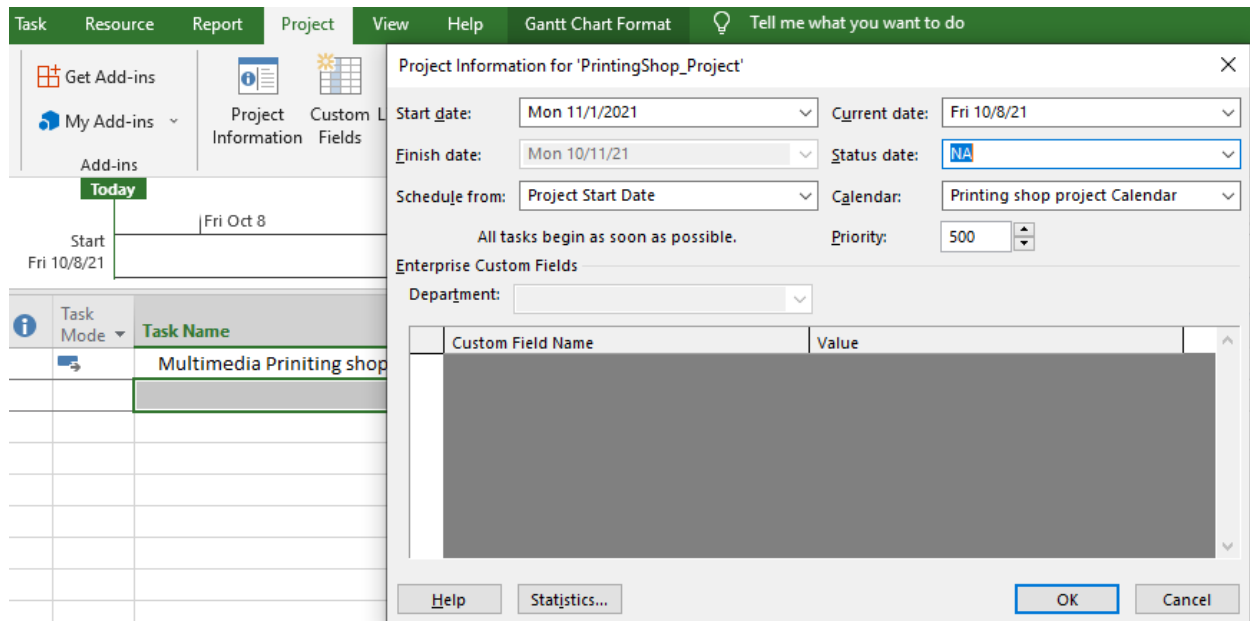 Task Resource Report Project View Help Gantt Chart Format Tell me what you want to do
Get Add-ins
My Add-ins
Add-ins
Project Information
Custom Fields
L
Today
Fri Oct 8
Start
Fri 10/8/21
Task Mode
Task Name
Multimedia Priniting shop
Project Information for 'PrintingShop_Project'
Start date: Mon 11/1/2021 Current date: Fri 10/8/21
Finish date: Mon 10/11/21 Status date: NA
Schedule from: Project Start Date Calendar: Printing shop project Calendar
All tasks begin as soon as possible. Priority: 500
Enterprise Custom Fields
Department:
Custom Field Name Value
Help Statistics... OK Cancel